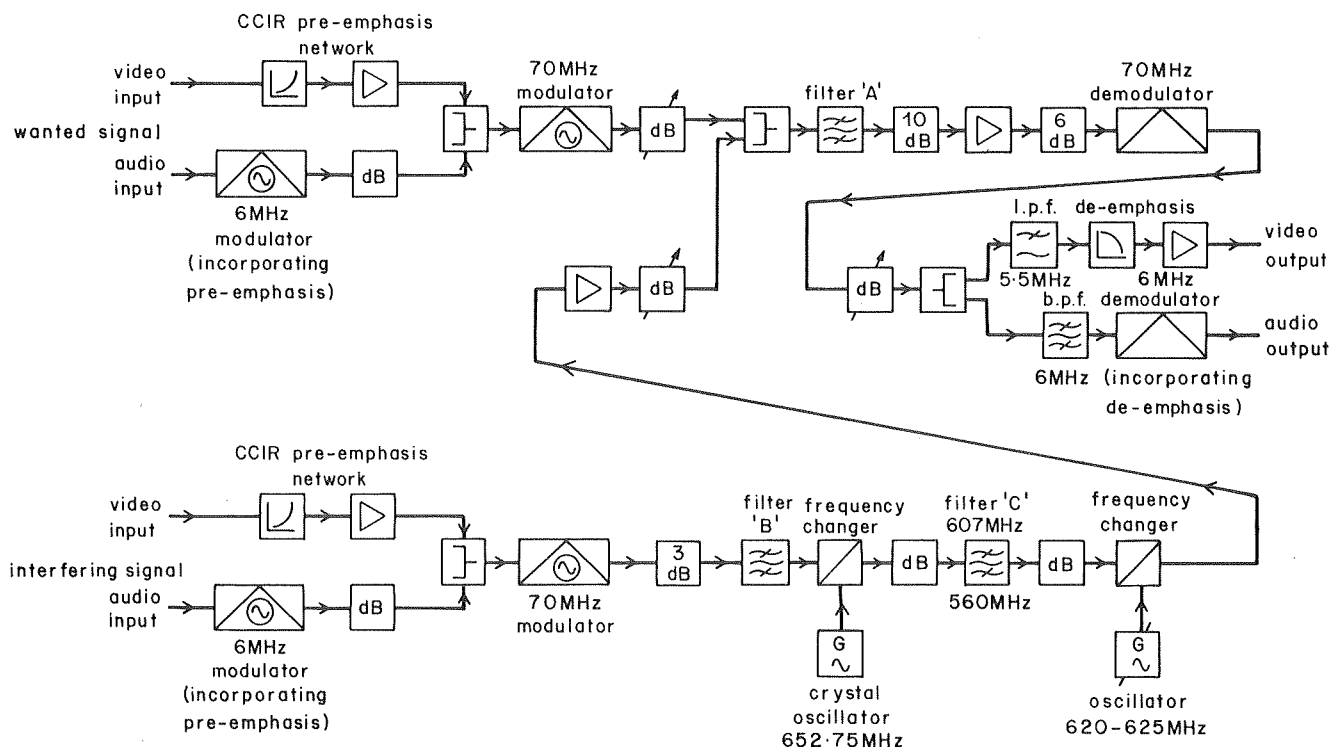 CCIR pre-emphasis
network
video
input
wanted signal
audio
input
6MHz
modulator
(incorporating
pre-emphasis)
dB
70MHz
modulator
dB
filter 'A'
10
dB
6
dB
70MHz
demodulator
dB
dB
l.p.f. de-emphasis
5·5MHz
6MHz
video
output
b.p.f. demodulator
6MHz (incorporating
de-emphasis)
audio
output
CCIR pre-emphasis
network
video
input
interfering signal
audio
input
6MHz
modulator
(incorporating
pre-emphasis)
dB
70MHz
modulator
3
dB
filter
'B'
frequency
changer
G
crystal
oscillator
652·75MHz
dB
filter 'C'
607MHz
560MHz
dB
frequency
changer
G
oscillator
620-625MHz